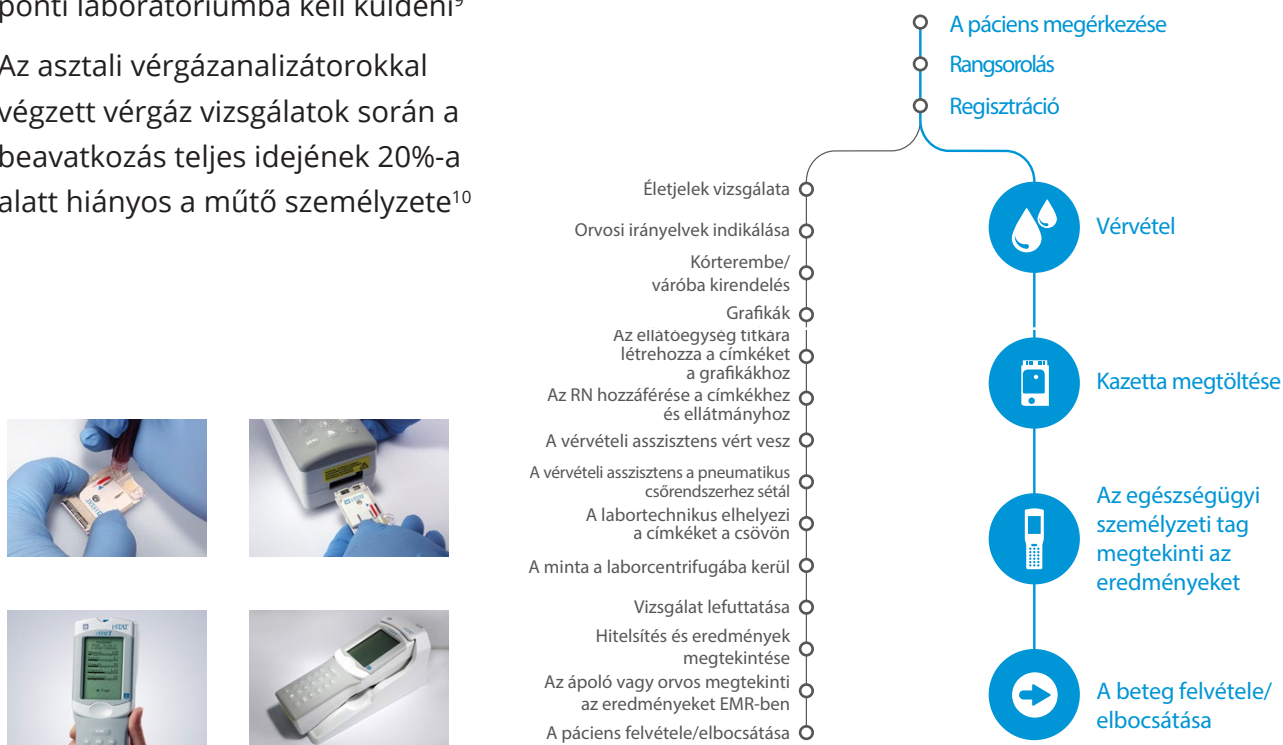 ponti laboratóriumba kell küldeni⁹
Az asztali vérgázanalizátorokkal
végzett vérgáz vizsgálatok során a
beavatkozás teljes idejének 20%-a
alatt hiányos a műtő személyzete¹⁰
A páciens megérkezése
Rangsorolás
Regisztráció
Életjelek vizsgálata
Orvosi irányelvek indikálása
Kórterembe/
váróba kirendelés
Grafikák
Az ellátóegység titkára
létrehozza a címkéket
a grafikákhoz
Az RN hozzáférése a címkékhez
és ellátmányhoz
A vérvételi asszisztens vért vesz
A vérvételi asszisztens a pneumatikus
csőrendszerhez sétál
A labortechnikus elhelyezi
a címkéket a csövön
A minta a laborcentrifugába kerül
Vizsgálat lefuttatása
Hitelsítés és eredmények
megtekintése
Az ápoló vagy orvos megtekinti
az eredményeket EMR-ben
A páciens felvétele/elbocsátása
Vérvétel
Kazetta megtöltése
Az egészségügyi
személyzeti tag
megtekinti az
eredményeket
A beteg felvétele/
elbocsátása